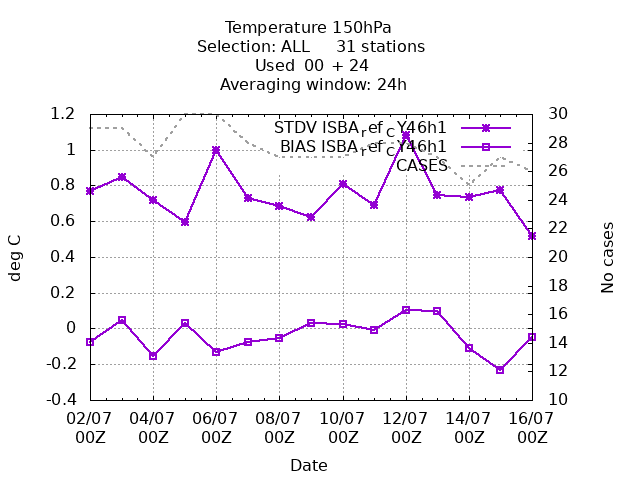 Temperature 150hPa
Selection: ALL 31 stations
Used 00 + 24
Averaging window: 24h
1.2 30
STDV ISBA_ref_CY46h1
1 28
BIAS ISBA_ref_CY46h1
CASES
26
0.8 24
0.6 22
0.4 20
0.2 18
16
0 14
-0.2 12
-0.4 10
deg C
No cases
02/07 04/07 06/07 08/07 10/07 12/07 14/07 16/07
00Z 00Z 00Z 00Z 00Z 00Z 00Z 00Z
Date